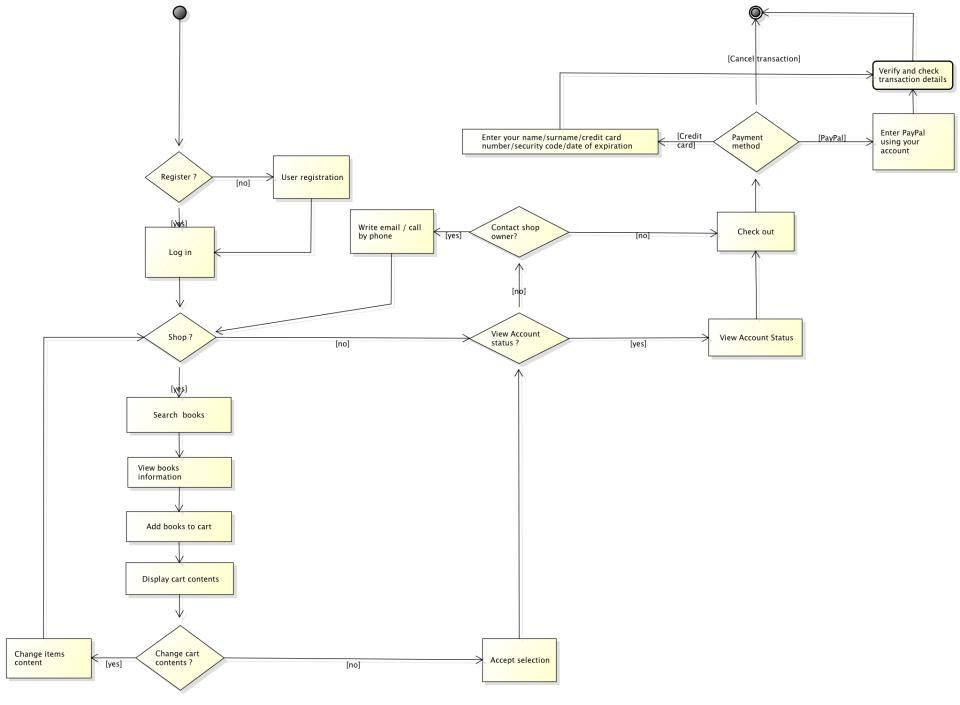 [Cancel transaction]
Verify and check
transaction details
Enter your name/surname/credit card
number/security code/date of expiration
[Credit
card]
Payment
method
[PayPal]
Enter PayPal
using your
account
Register ?
[no]
User registration
[yes]
Log in
Write email / call
by phone
[yes]
Contact shop
owner?
[no]
Check out
[no]
Shop ?
[no]
View Account
status ?
[yes]
View Account Status
[yes]
Search books
View books
information
Add books to cart
Display cart contents
Change items
content
[yes]
Change cart
contents ?
[no]
Accept selection